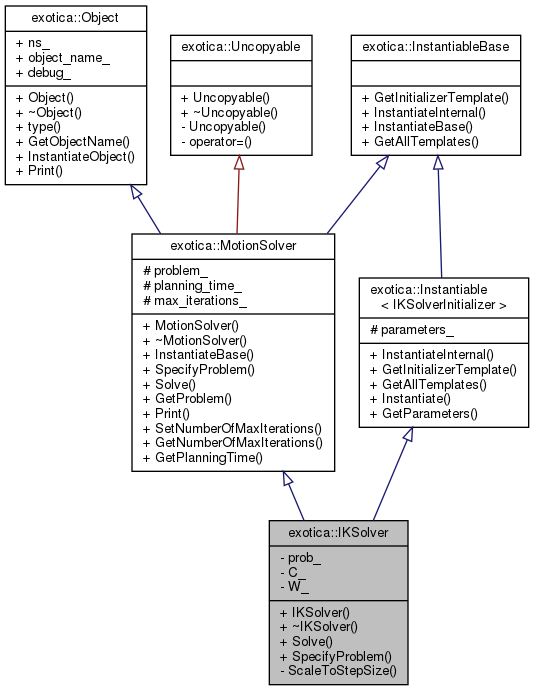 exotica::Object
+ ns_
+ object_name_
+ debug_
+ Object()
+ ~Object()
+ type()
+ GetObjectName()
+ InstantiateObject()
+ Print()
exotica::Uncopyable
+ Uncopyable()
+ ~Uncopyable()
- Uncopyable()
- operator=()
exotica::InstantiableBase
+ GetInitializerTemplate()
+ InstantiateInternal()
+ InstantiateBase()
+ GetAllTemplates()
exotica::MotionSolver
# problem_
# planning_time_
# max_iterations_
+ MotionSolver()
+ ~MotionSolver()
+ InstantiateBase()
+ SpecifyProblem()
+ Solve()
+ GetProblem()
+ Print()
+ SetNumberOfMaxIterations()
+ GetNumberOfMaxIterations()
+ GetPlanningTime()
exotica::Instantiable
< IKSolverInitializer >
# parameters_
+ InstantiateInternal()
+ GetInitializerTemplate()
+ GetAllTemplates()
+ Instantiate()
+ GetParameters()
exotica::IKSolver
- prob_
- C_
- W_
+ IKSolver()
+ ~IKSolver()
+ Solve()
+ SpecifyProblem()
- ScaleToStepSize()